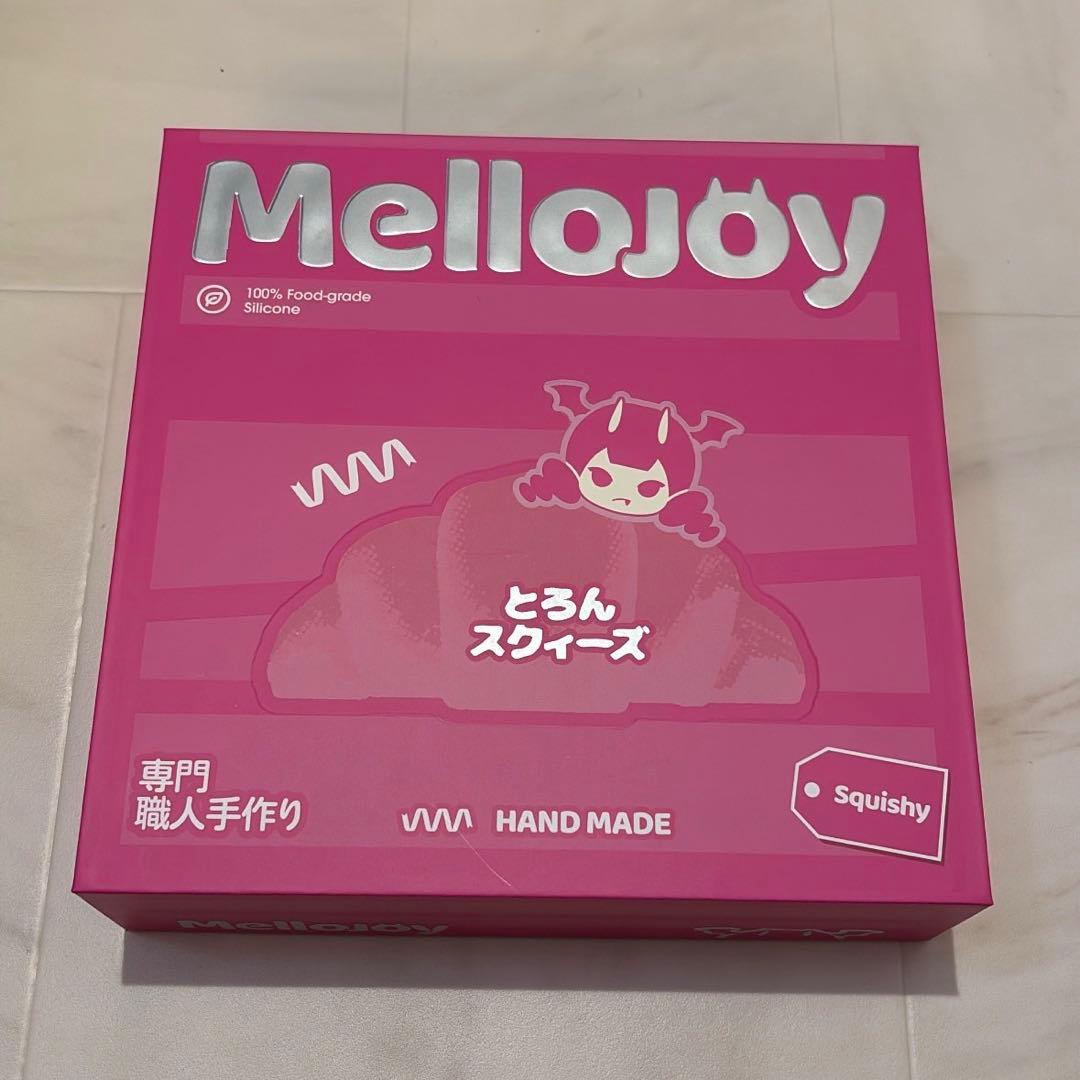 Mellojoy
100% Food-grade
Silicone
とろん
スクィーズ
専門
職人手作り
HAND MADE
Squishy
Mellojoy